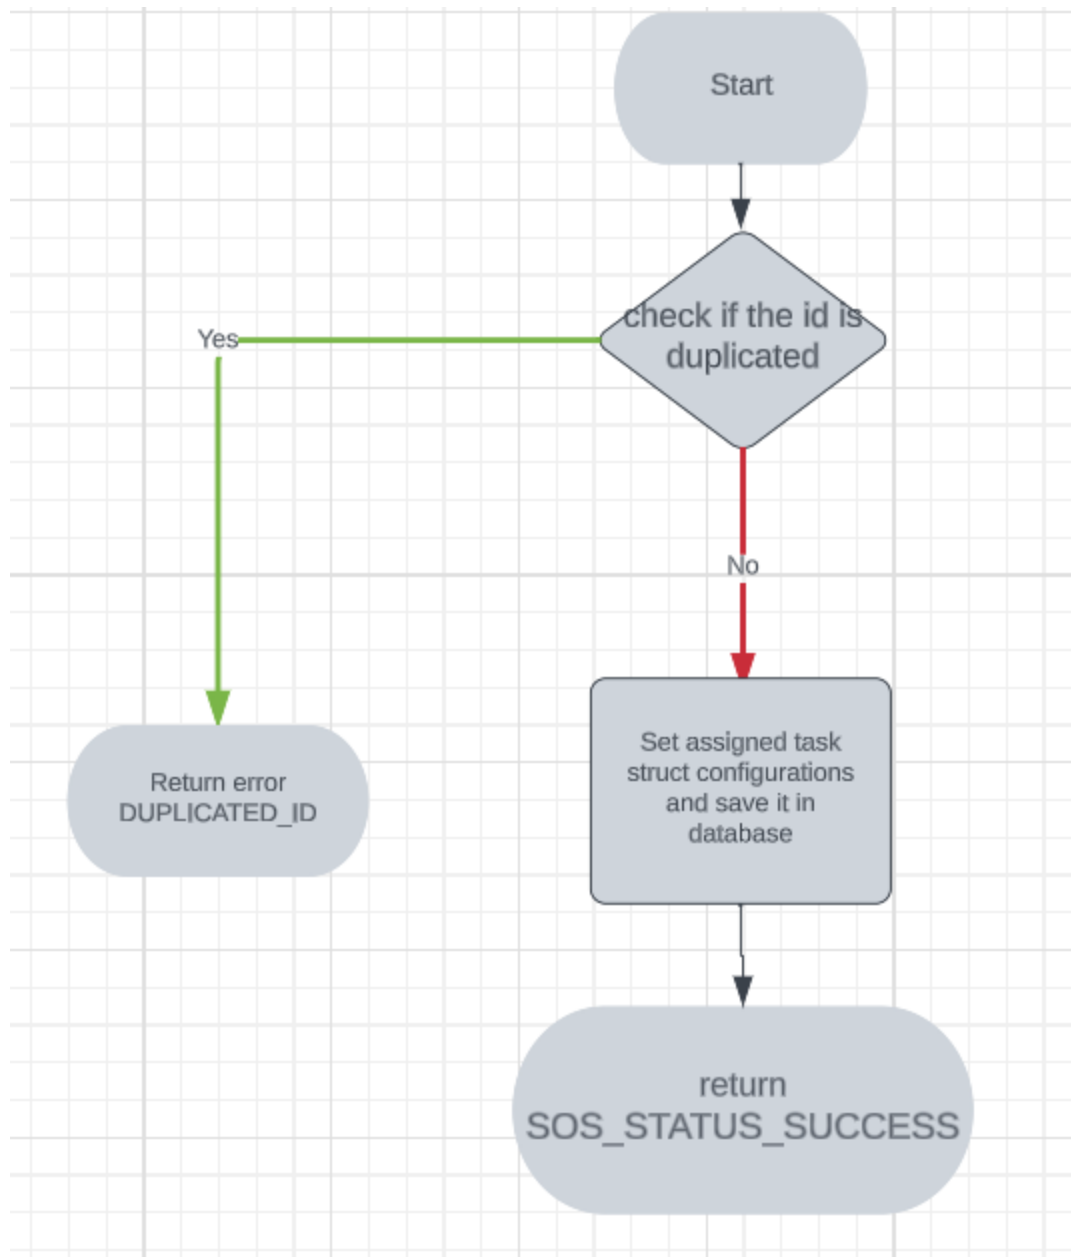 Start
check if the id is
duplicated
Yes
No
Set assigned task
struct configurations
and save it in
database
Return error
DUPLICATED_ID
return
SOS_STATUS_SUCCESS